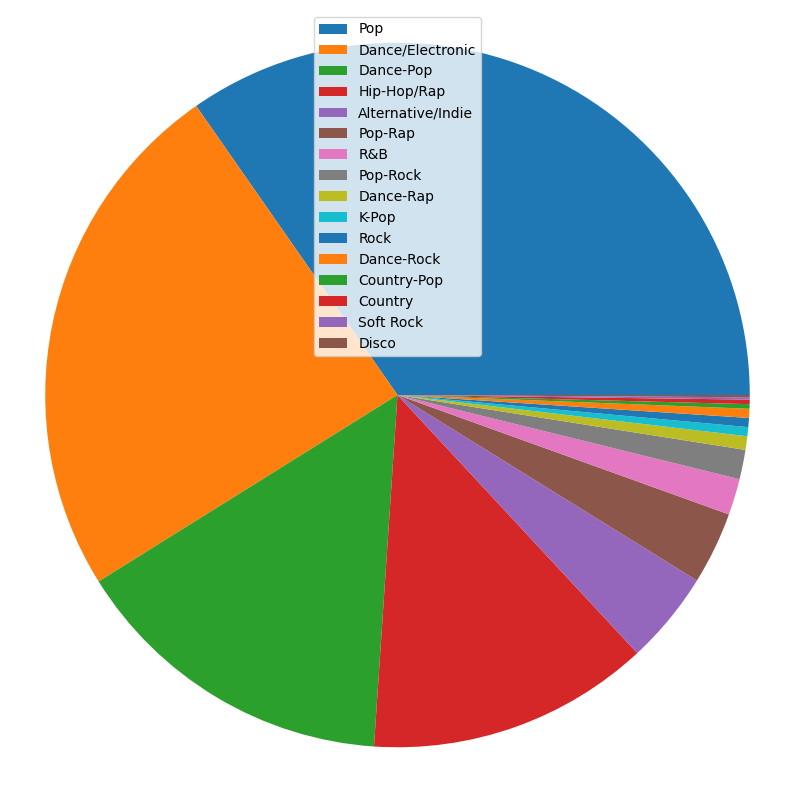 Pop
Dance/Electronic
Dance-Pop
Hip-Hop/Rap
Alternative/Indie
Pop-Rap
R&B
Pop-Rock
Dance-Rap
K-Pop
Rock
Dance-Rock
Country-Pop
Country
Soft Rock
Disco